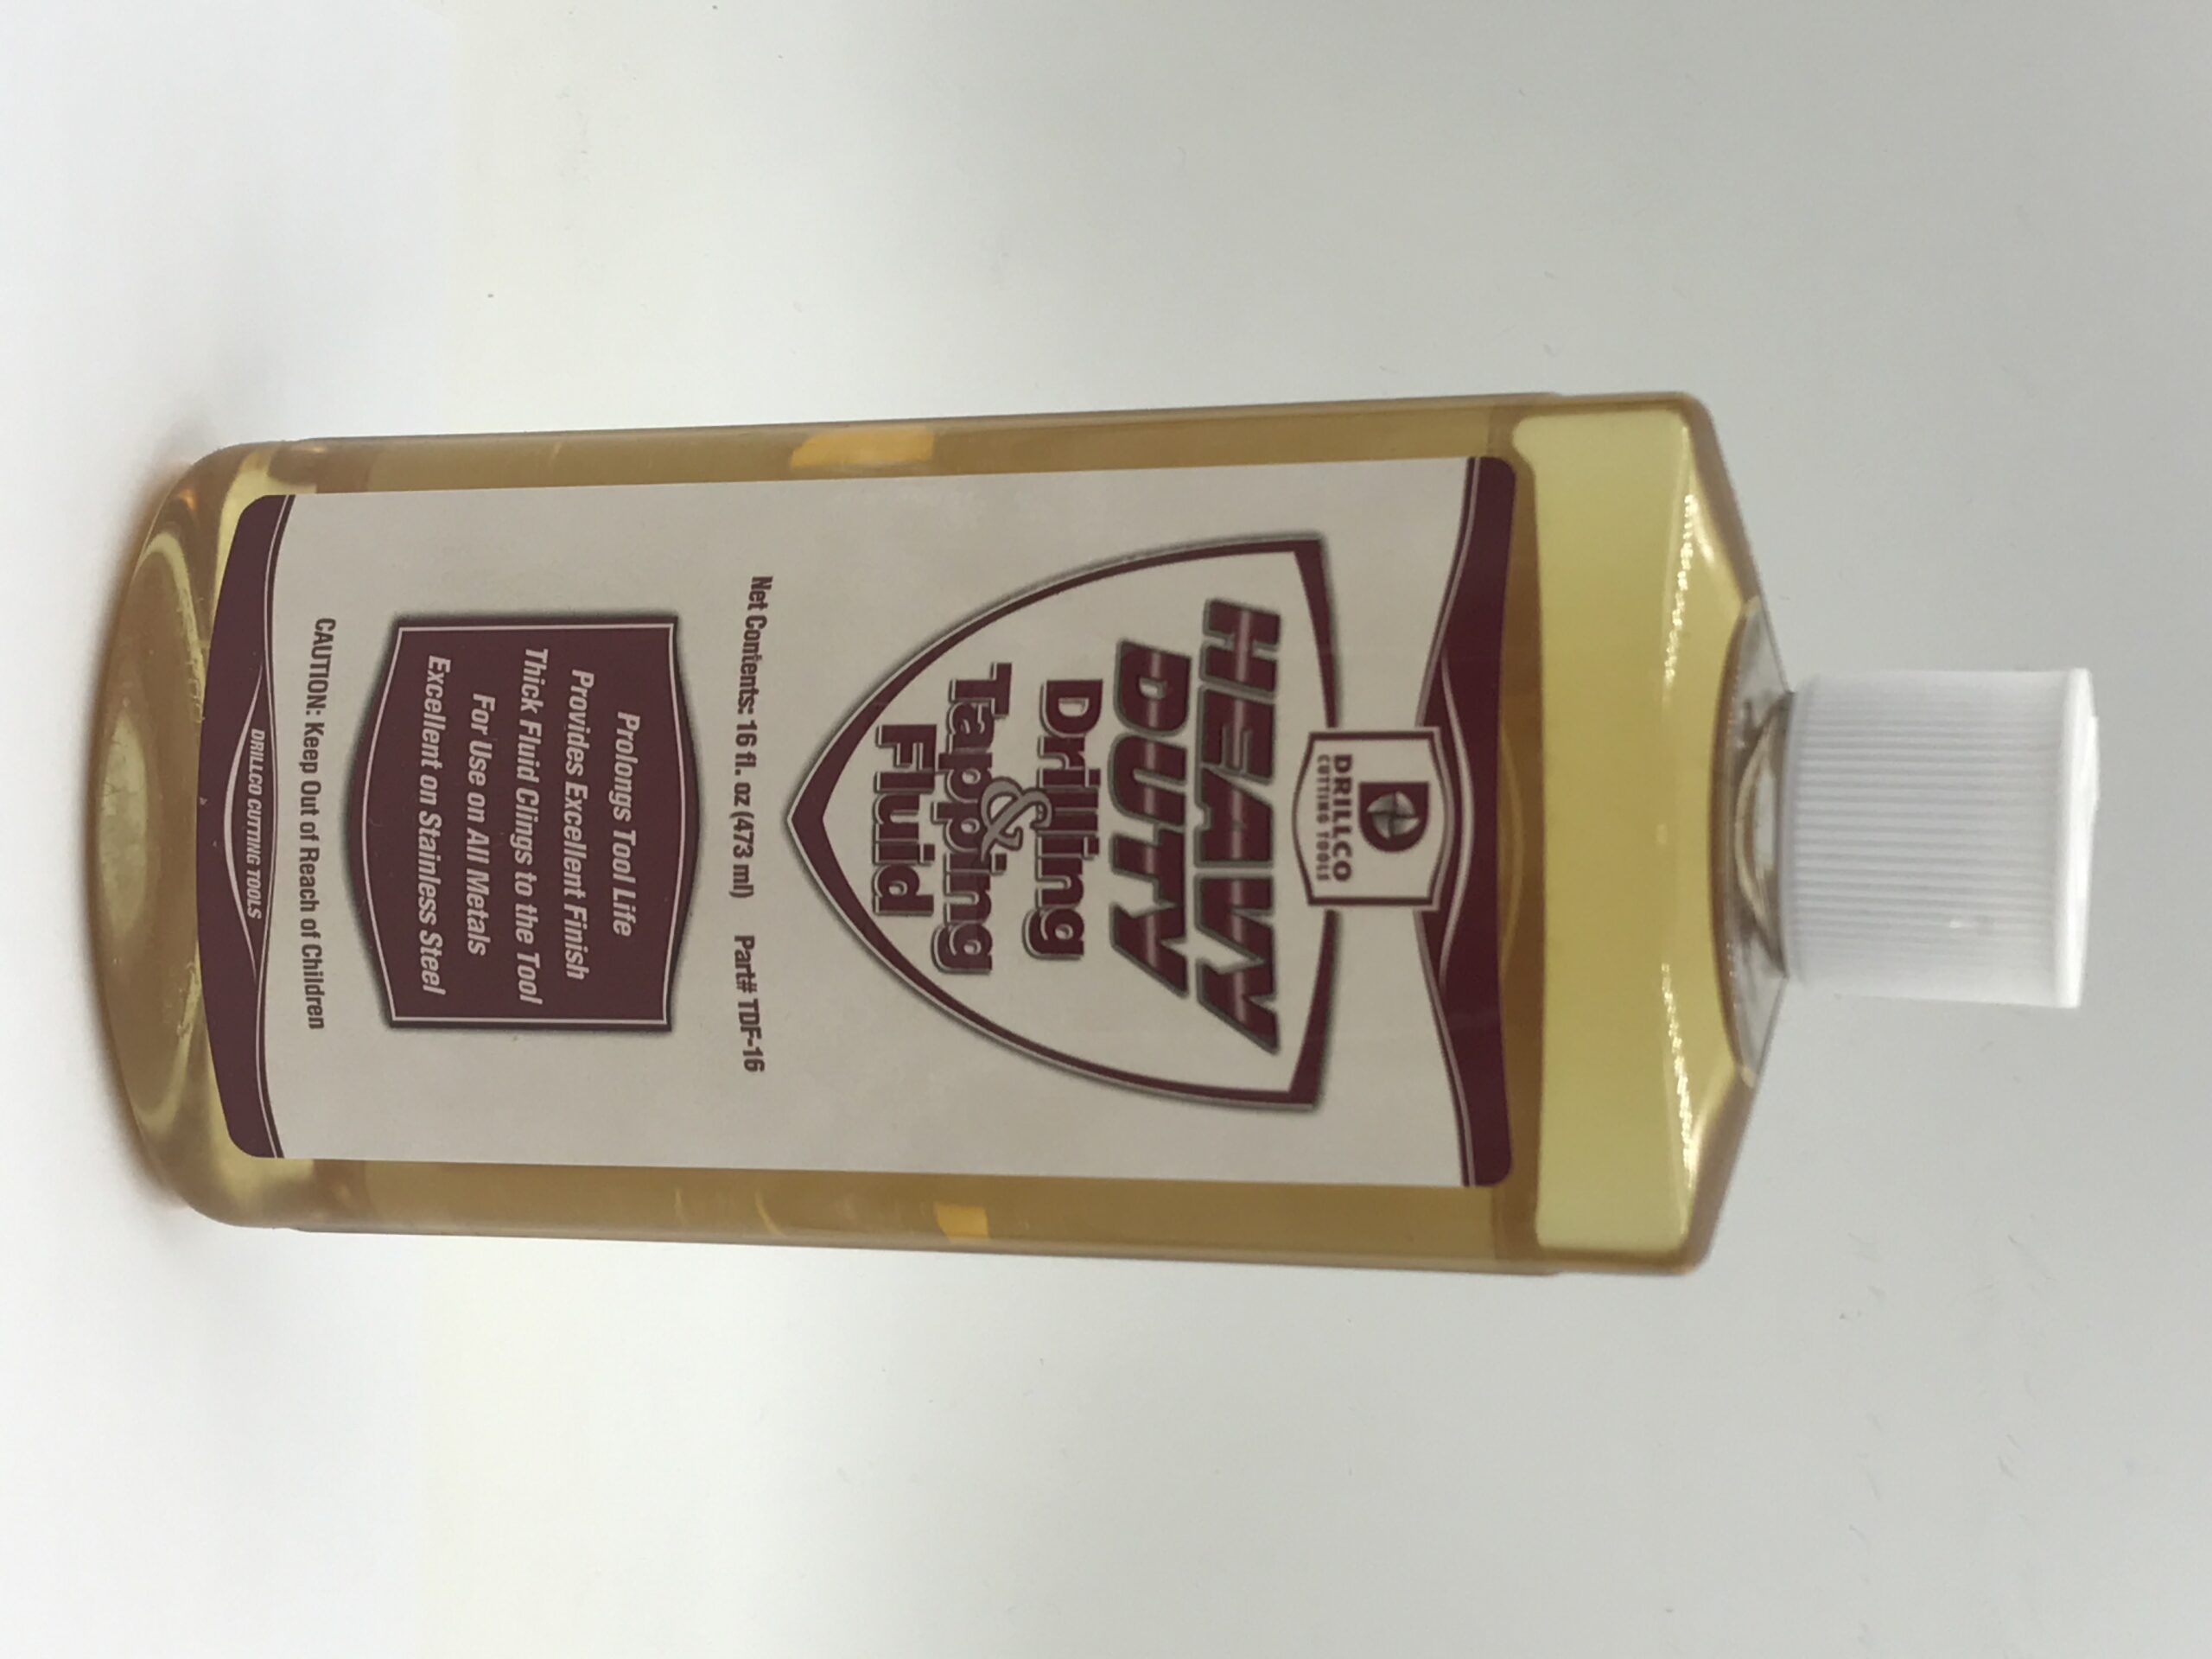 D
DRILLCO
CUTTING TOOLS
HEAVY
DUTY
Drilling
&
Tapping
Fluid
Net Contents: 16 fl. oz (473 ml) Part# TDF-16
Prolongs Tool Life
Provides Excellent Finish
Thick Fluid Clings to the Tool
For Use on All Metals
Excellent on Stainless Steel
CAUTION: Keep Out of Reach of Children
DRILLCO CUTTING TOOLS